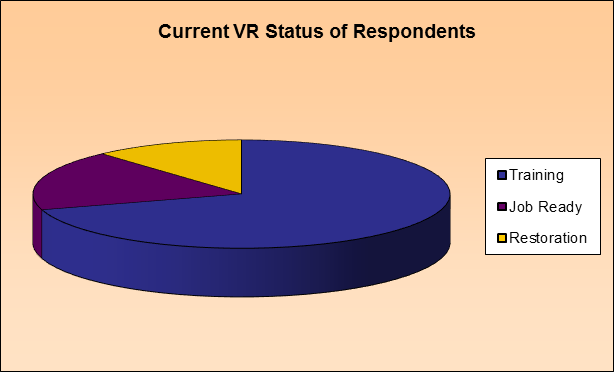 Current VR Status of Respondents
Training
Job Ready
Restoration